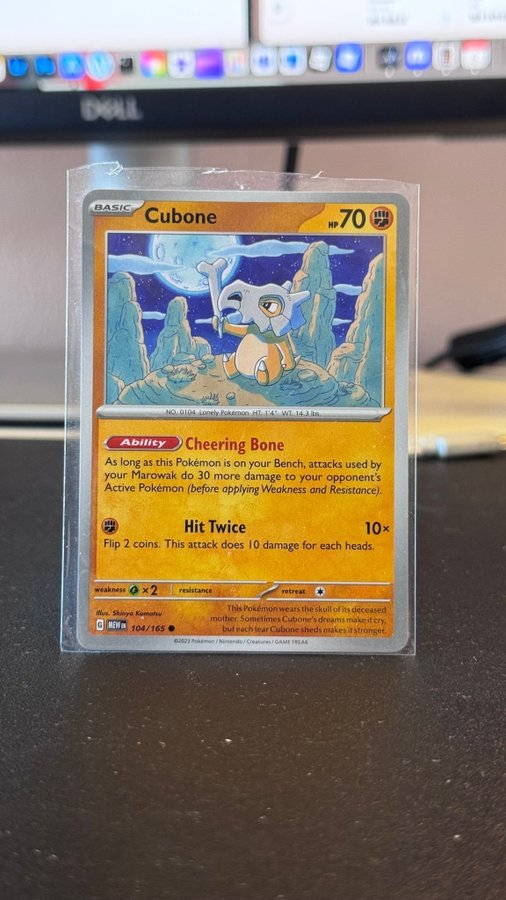 DELL
BASIC
Cubone
HP 70
NO. 0104 Lonely Pokémon HT: 1'4" WT: 14.3 lbs.
Ability Cheering Bone
As long as this Pokémon is on your Bench, attacks used by
your Marowak do 30 more damage to your opponent's
Active Pokémon (before applying Weakness and Resistance).
Hit Twice 10×
Flip 2 coins. This attack does 10 damage for each heads.
weakness ×2 resistance retreat
Illus. Shinya Komatsu
This Pokémon wears the skull of its deceased
mother. Sometimes Cubone's dreams make it cry,
but each tear Cubone sheds makes it stronger.
G MEW EN 104/165
©2023 Pokémon / Nintendo / Creatures / GAME FREAK